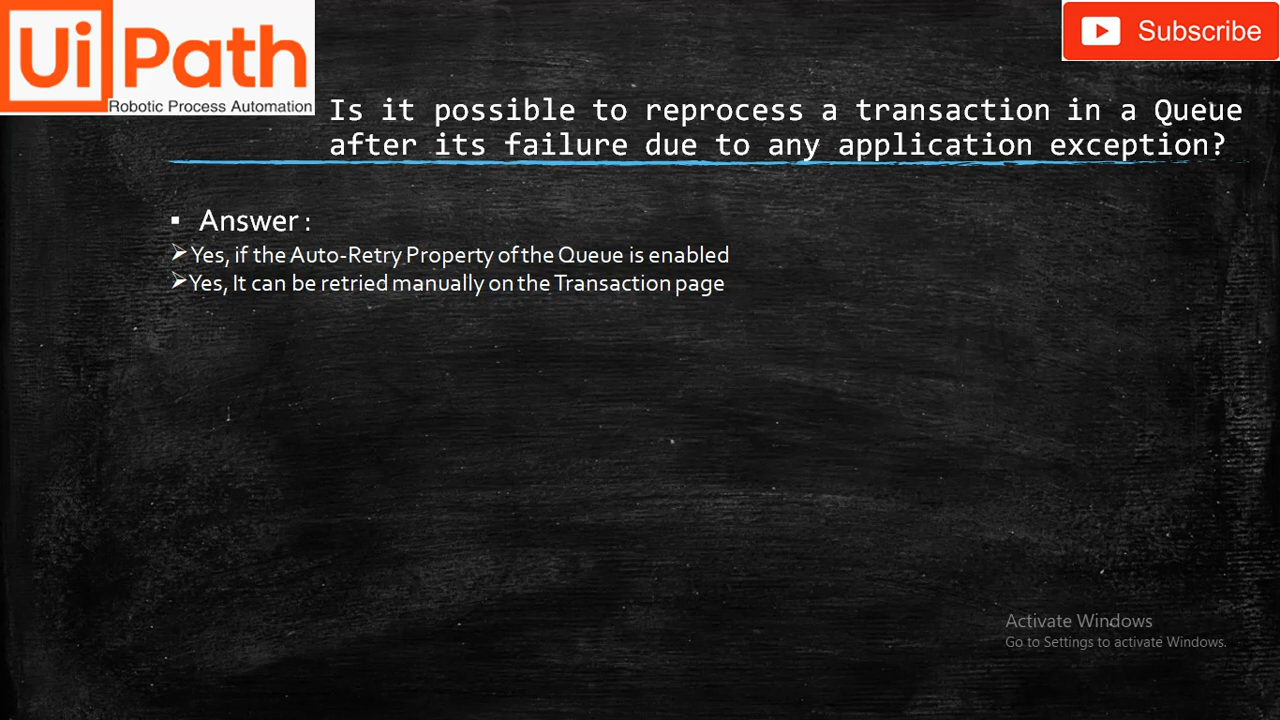 UiPath
Robotic Process Automation
Subscribe
Is it possible to reprocess a transaction in a Queue
after its failure due to any application exception?
▪ Answer :
➢Yes, if the Auto-Retry Property of the Queue is enabled
➢Yes, It can be retried manually on the Transaction page
Activate Windows
Go to Settings to activate Windows.